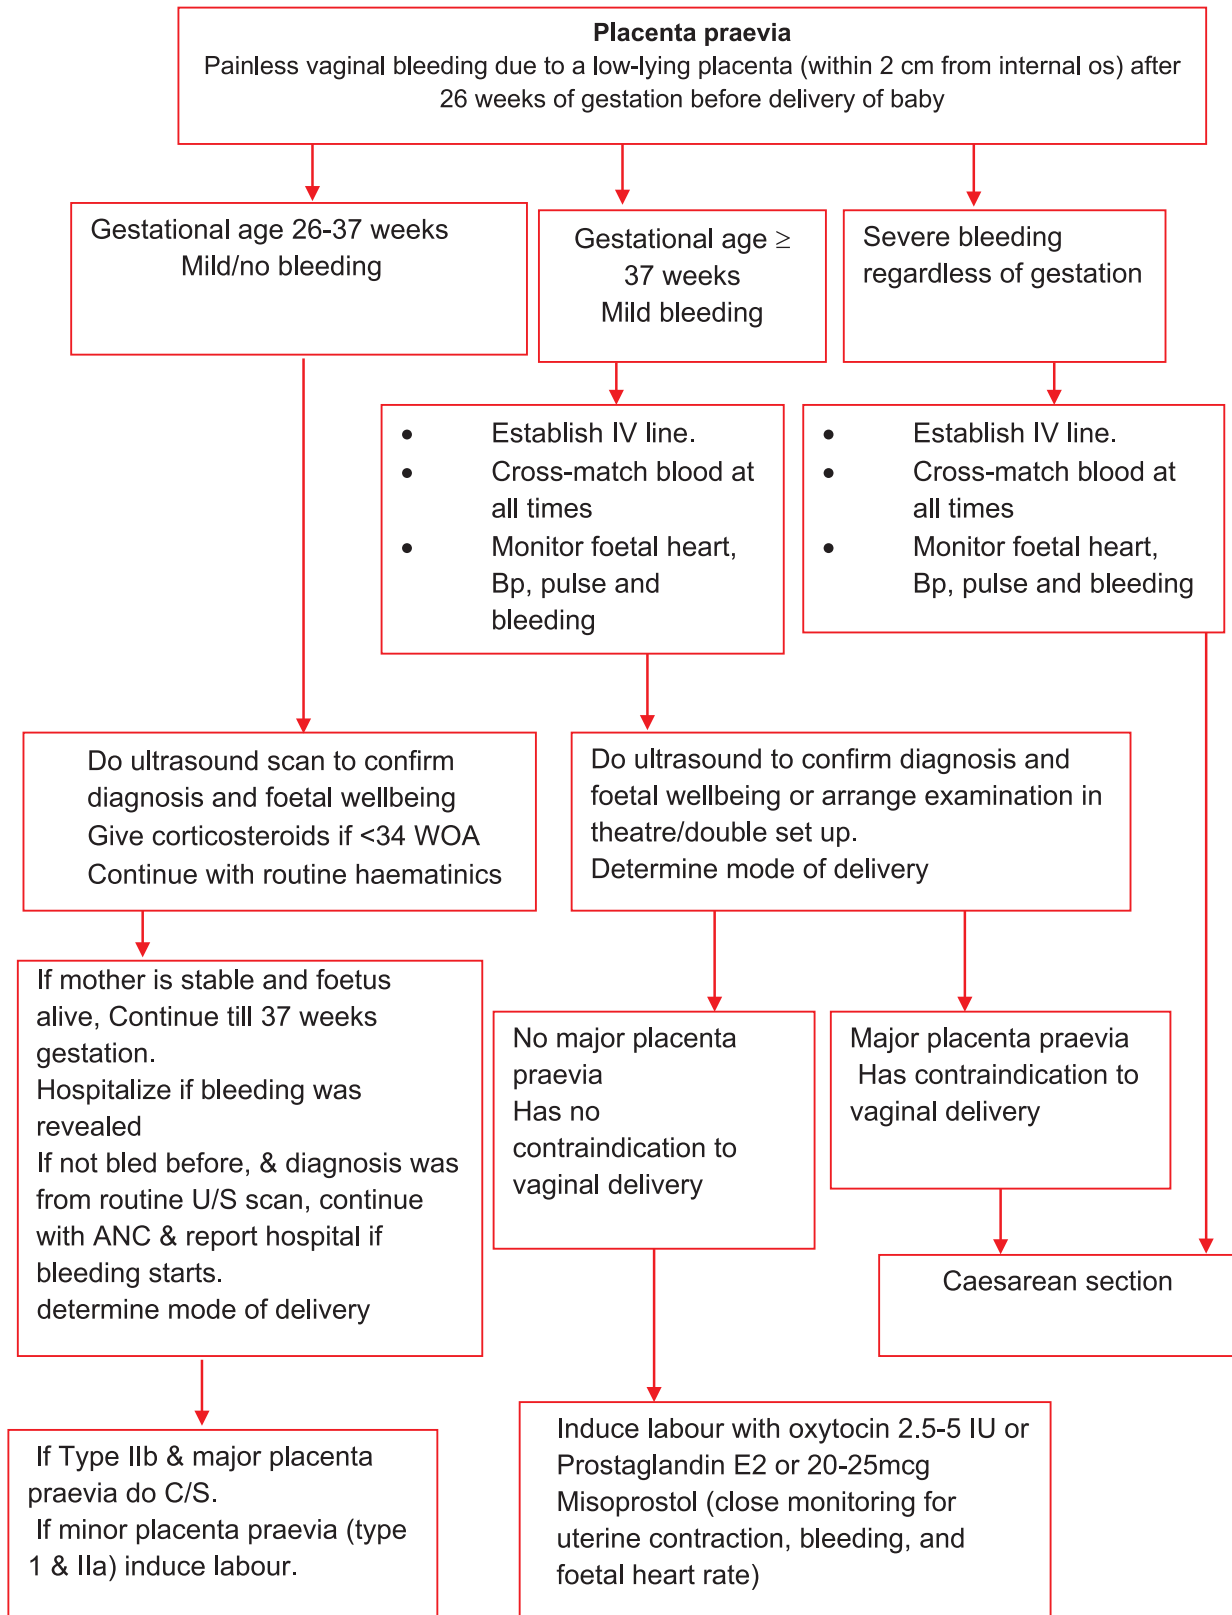 Placenta praevia
Painless vaginal bleeding due to a low-lying placenta (within 2 cm from internal os) after
26 weeks of gestation before delivery of baby
Gestational age 26-37 weeks
Mild/no bleeding
Gestational age ≥
37 weeks
Mild bleeding
Severe bleeding
regardless of gestation
• Establish IV line.
• Cross-match blood at
all times
• Monitor foetal heart,
Bp, pulse and
bleeding
• Establish IV line.
• Cross-match blood at
all times
• Monitor foetal heart,
Bp, pulse and bleeding
Do ultrasound scan to confirm
diagnosis and foetal wellbeing
Give corticosteroids if <34 WOA
Continue with routine haematinics
Do ultrasound to confirm diagnosis and
foetal wellbeing or arrange examination in
theatre/double set up.
Determine mode of delivery
If mother is stable and foetus
alive, Continue till 37 weeks
gestation.
Hospitalize if bleeding was
revealed
If not bled before, & diagnosis was
from routine U/S scan, continue
with ANC & report hospital if
bleeding starts.
determine mode of delivery
No major placenta
praevia
Has no
contraindication to
vaginal delivery
Major placenta praevia
Has contraindication to
vaginal delivery
Caesarean section
If Type IIb & major placenta
praevia do C/S.
If minor placenta praevia (type
1 & IIa) induce labour.
Induce labour with oxytocin 2.5-5 IU or
Prostaglandin E2 or 20-25mcg
Misoprostol (close monitoring for
uterine contraction, bleeding, and
foetal heart rate)